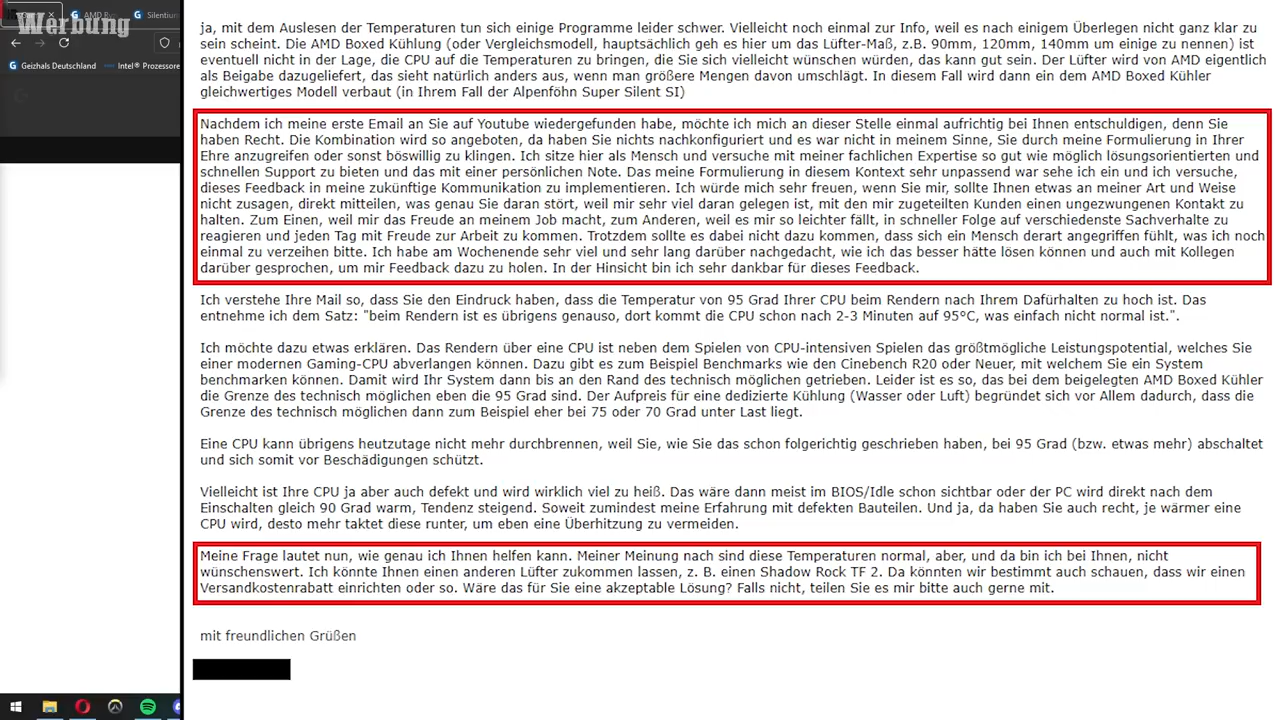 AMD Ry
Silentiun
Werbung
Geizhals Deutschland
Intel® Prozessore
ja, mit dem Auslesen der Temperaturen tun sich einige Programme leider schwer. Vielleicht noch einmal zur Info, weil es nach einigem Überlegen nicht ganz klar zu
sein scheint. Die AMD Boxed Kühlung (oder Vergleichsmodell, hauptsächlich geh es hier um das Lüfter-Maß, z.B. 90mm, 120mm, 140mm um einige zu nennen) ist
eventuell nicht in der Lage, die CPU auf die Temperaturen zu bringen, die Sie sich vielleicht wünschen würden, das kann gut sein. Der Lüfter wird von AMD eigentlich
als Beigabe dazugeliefert, das sieht natürlich anders aus, wenn man größere Mengen davon umschlägt. In diesem Fall wird dann ein dem AMD Boxed Kühler
gleichwertiges Modell verbaut (in Ihrem Fall der Alpenföhn Super Silent SI)
Nachdem ich meine erste Email an Sie auf Youtube wiedergefunden habe, möchte ich mich an dieser Stelle einmal aufrichtig bei Ihnen entschuldigen, denn Sie
haben Recht. Die Kombination wird so angeboten, da haben Sie nichts nachkonfiguriert und es war nicht in meinem Sinne, Sie durch meine Formulierung in Ihrer
Ehre anzugreifen oder sonst böswillig zu klingen. Ich sitze hier als Mensch und versuche mit meiner fachlichen Expertise so gut wie möglich lösungsorientierten und
schnellen Support zu bieten und das mit einer persönlichen Note. Das meine Formulierung in diesem Kontext sehr unpassend war sehe ich ein und ich versuche,
dieses Feedback in meine zukünftige Kommunikation zu implementieren. Ich würde mich sehr freuen, wenn Sie mir, sollte Ihnen etwas an meiner Art und Weise
nicht zusagen, direkt mitteilen, was genau Sie daran stört, weil mir sehr viel daran gelegen ist, mit den mir zugeteilten Kunden einen ungezwungenen Kontakt zu
halten. Zum Einen, weil mir das Freude an meinem Job macht, zum Anderen, weil es mir so leichter fällt, in schneller Folge auf verschiedenste Sachverhalte zu
reagieren und jeden Tag mit Freude zur Arbeit zu kommen. Trotzdem sollte es dabei nicht dazu kommen, dass sich ein Mensch derart angegriffen fühlt, was ich noch
einmal zu verzeihen bitte. Ich habe am Wochenende sehr viel und sehr lang darüber nachgedacht, wie ich das besser hätte lösen können und auch mit Kollegen
darüber gesprochen, um mir Feedback dazu zu holen. In der Hinsicht bin ich sehr dankbar für dieses Feedback.
Ich verstehe Ihre Mail so, dass Sie den Eindruck haben, dass die Temperatur von 95 Grad Ihrer CPU beim Rendern nach Ihrem Dafürhalten zu hoch ist. Das
entnehme ich dem Satz: "beim Rendern ist es übrigens genauso, dort kommt die CPU schon nach 2-3 Minuten auf 95°C, was einfach nicht normal ist.".
Ich möchte dazu etwas erklären. Das Rendern über eine CPU ist neben dem Spielen von CPU-intensiven Spielen das größtmögliche Leistungspotential, welches Sie
einer modernen Gaming-CPU abverlangen können. Dazu gibt es zum Beispiel Benchmarks wie den Cinebench R20 oder Neuer, mit welchem Sie ein System
benchmarken können. Damit wird Ihr System dann bis an den Rand des technisch möglichen getrieben. Leider ist es so, das bei dem beigelegten AMD Boxed Kühler
die Grenze des technisch möglichen eben die 95 Grad sind. Der Aufpreis für eine dedizierte Kühlung (Wasser oder Luft) begründet sich vor Allem dadurch, dass die
Grenze des technisch möglichen dann zum Beispiel eher bei 75 oder 70 Grad unter Last liegt.
Eine CPU kann übrigens heutzutage nicht mehr durchbrennen, weil Sie, wie Sie das schon folgerichtig geschrieben haben, bei 95 Grad (bzw. etwas mehr) abschaltet
und sich somit vor Beschädigungen schützt.
Vielleicht ist Ihre CPU ja aber auch defekt und wird wirklich viel zu heiß. Das wäre dann meist im BIOS/Idle schon sichtbar oder der PC wird direkt nach dem
Einschalten gleich 90 Grad warm, Tendenz steigend. Soweit zumindest meine Erfahrung mit defekten Bauteilen. Und ja, da haben Sie auch recht, je wärmer eine
CPU wird, desto mehr taktet diese runter, um eben eine Überhitzung zu vermeiden.
Meine Frage lautet nun, wie genau ich Ihnen helfen kann. Meiner Meinung nach sind diese Temperaturen normal, aber, und da bin ich bei Ihnen, nicht
wünschenswert. Ich könnte Ihnen einen anderen Lüfter zukommen lassen, z. B. einen Shadow Rock TF 2. Da könnten wir bestimmt auch schauen, dass wir einen
Versandkostenrabatt einrichten oder so. Wäre das für Sie eine akzeptable Lösung? Falls nicht, teilen Sie es mir bitte auch gerne mit.
mit freundlichen Grüßen